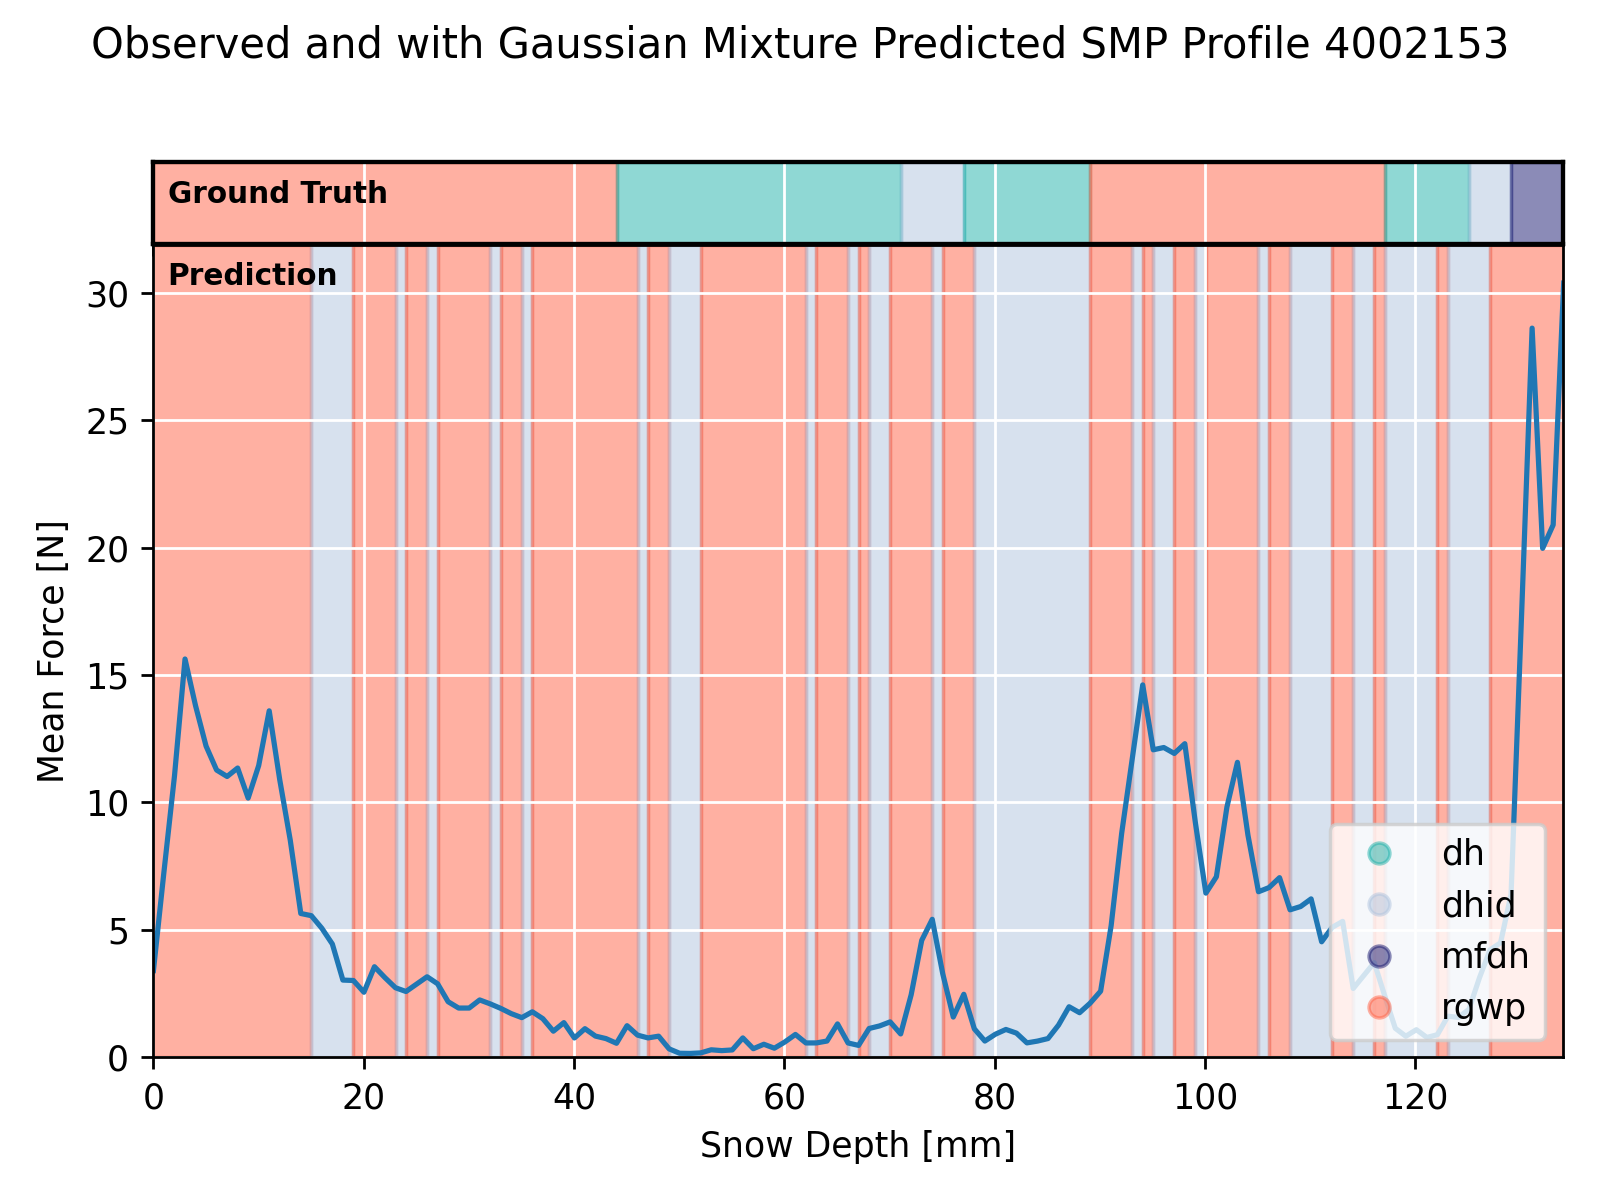 Observed and with Gaussian Mixture Predicted SMP Profile 4002153
Ground Truth
Prediction
30
25
20
15
10
5
0
Mean Force [N]
0 20 40 60 80 100 120
Snow Depth [mm]
dh
dhid
mfdh
rgwp